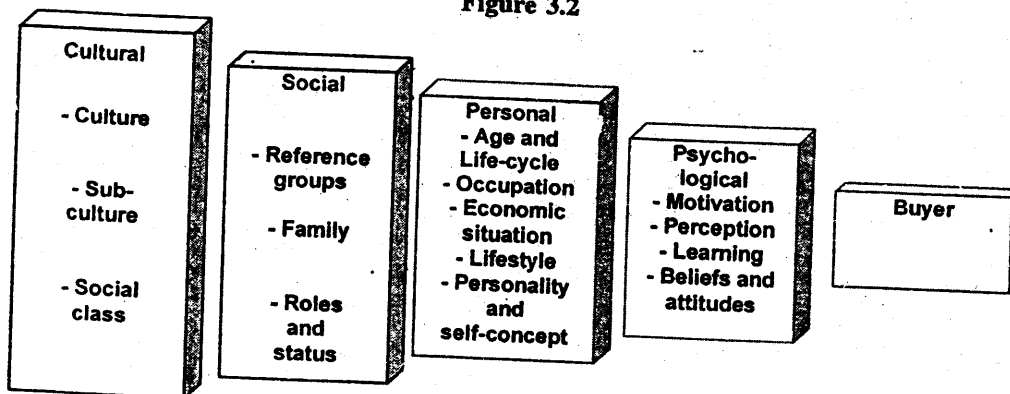 Figure 3.2
Cultural
- Culture
- Sub-
culture
- Social
class
Social
- Reference
groups
- Family
- Roles
and
status
Personal
- Age and
Life-cycle
- Occupation
- Economic
situation
- Lifestyle
- Personality
and
self-concept
Psycho-
logical
- Motivation
- Perception
- Learning
- Beliefs and
attitudes
Buyer